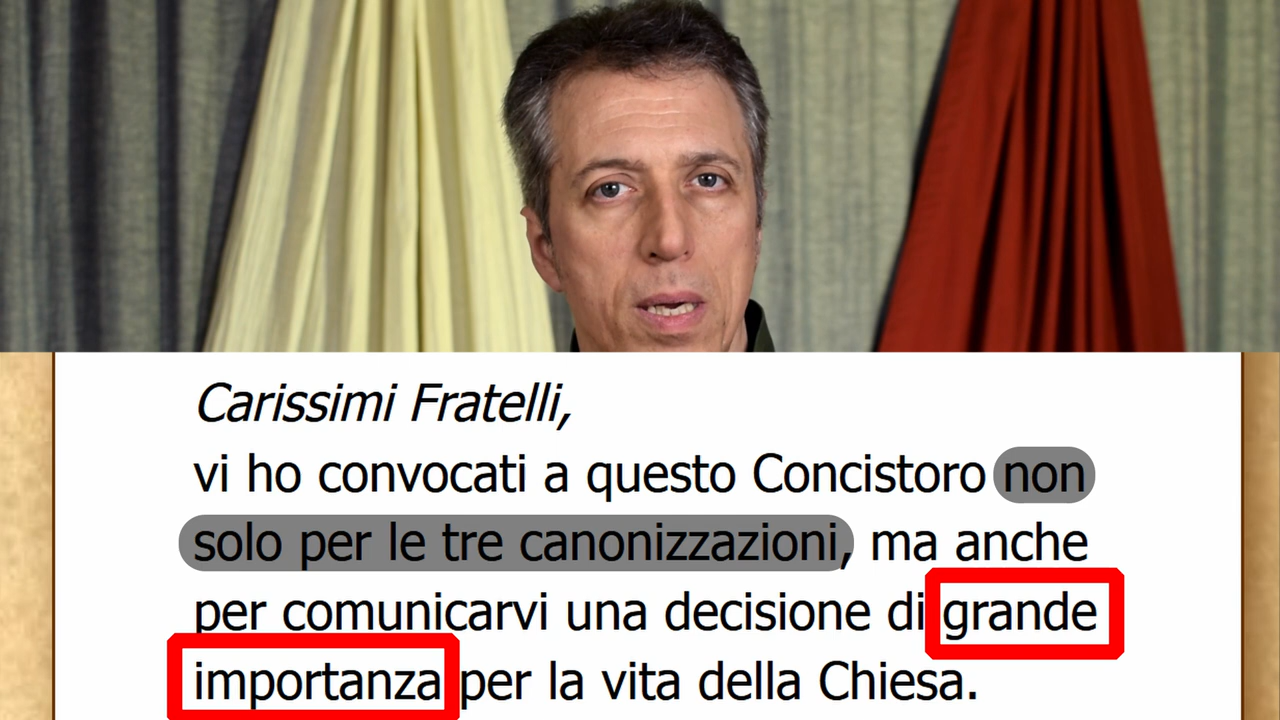 Carissimi Fratelli,
vi ho convocati a questo Concistoro non
solo per le tre canonizzazioni, ma anche
per comunicarvi una decisione di grande
importanza per la vita della Chiesa.